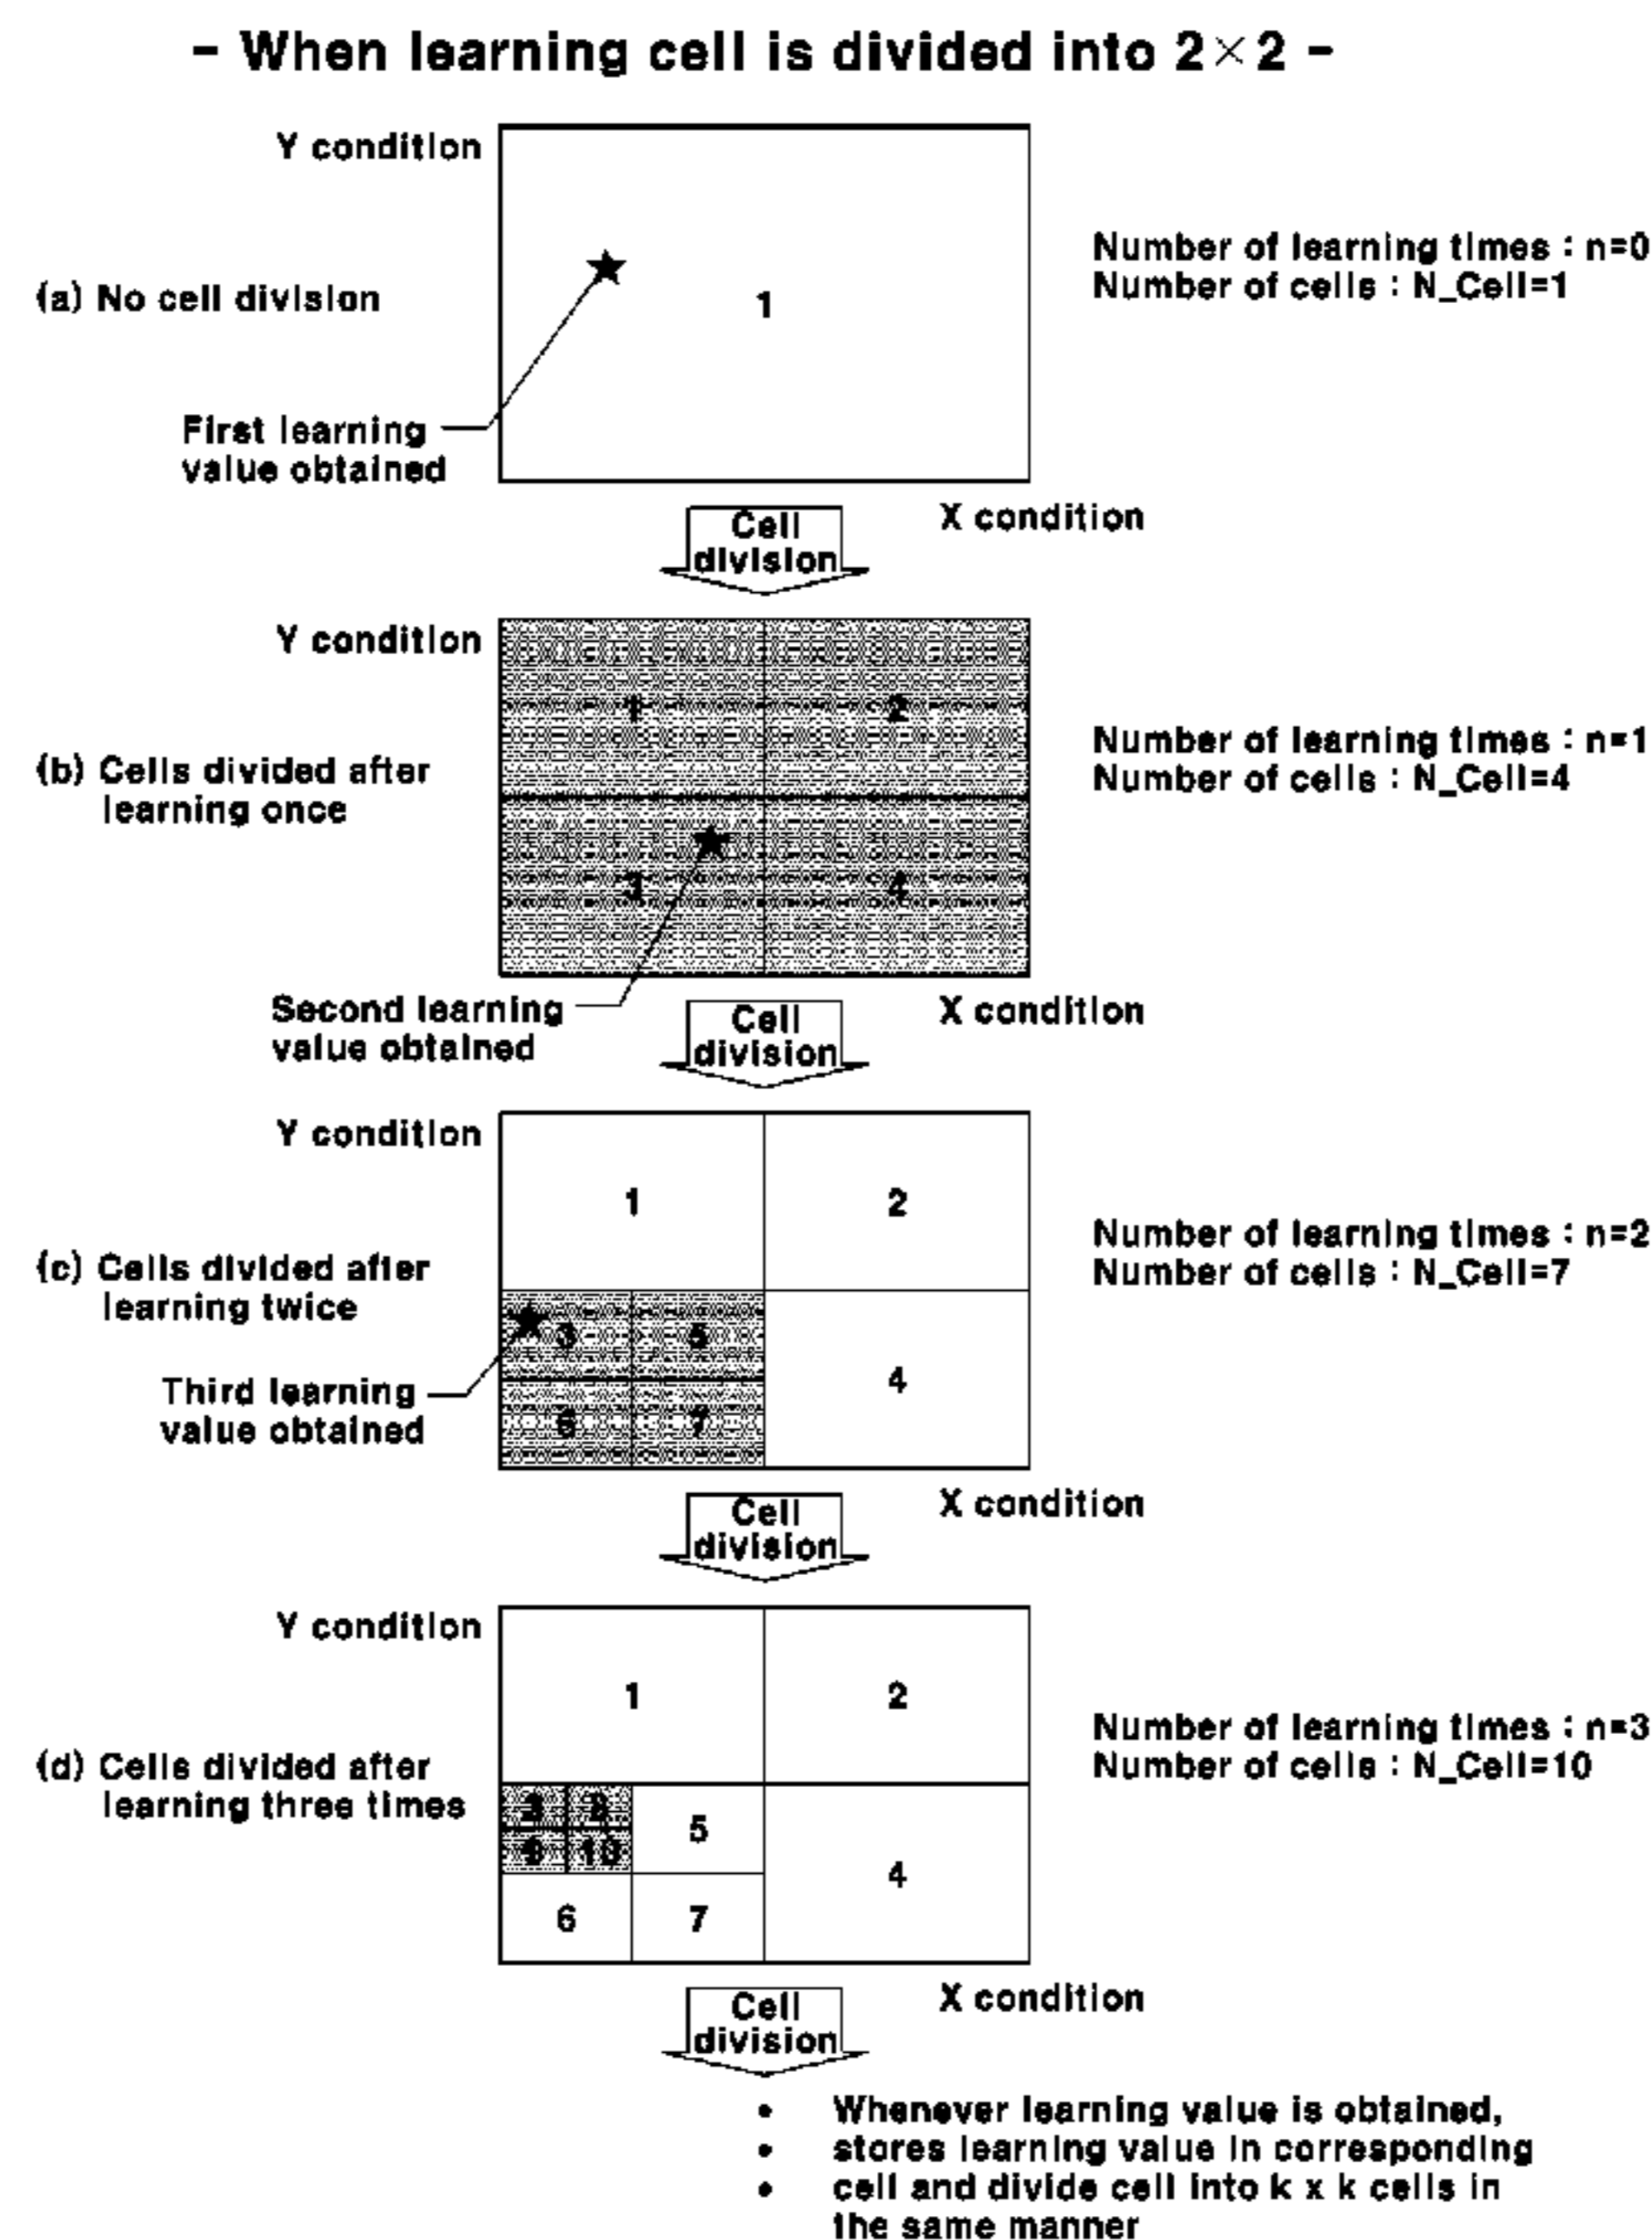 - When learning cell is divided into 2×2 -
Y condition
(a) No cell division
1
Number of learning times : n=0
Number of cells : N_Cell=1
First learning
value obtained
X condition
Cell
division
Y condition
1
2
(b) Cells divided after
learning once
Number of learning times : n=1
Number of cells : N_Cell=4
3
4
Second learning
value obtained
X condition
Cell
division
Y condition
1
2
(c) Cells divided after
learning twice
Number of learning times : n=2
Number of cells : N_Cell=7
3
5
4
6
7
Third learning
value obtained
X condition
Cell
division
Y condition
1
2
(d) Cells divided after
learning three times
Number of learning times : n=3
Number of cells : N_Cell=10
3
8
9
10
5
4
6
7
X condition
Cell
division
• Whenever learning value is obtained,
• stores learning value in corresponding
• cell and divide cell into k x k cells in
the same manner